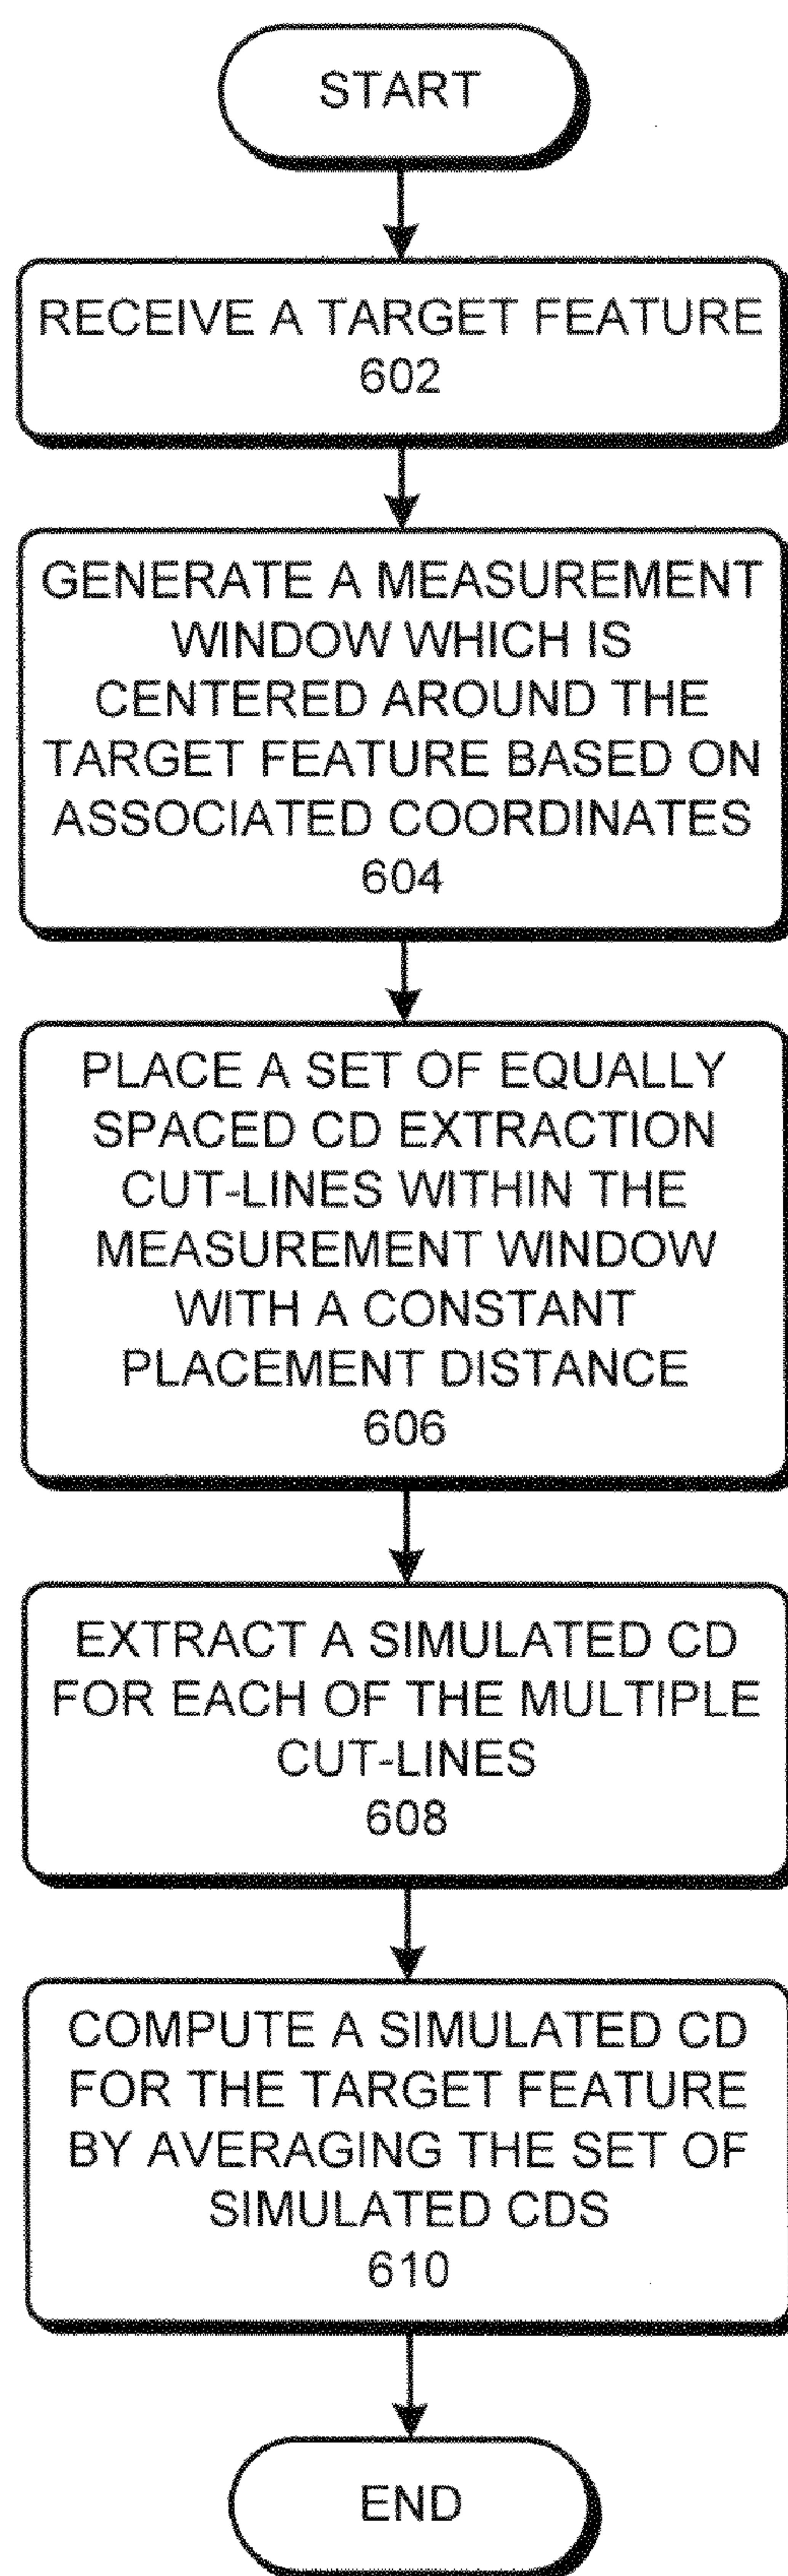 START
RECEIVE A TARGET FEATURE
602
GENERATE A MEASUREMENT
WINDOW WHICH IS
CENTERED AROUND THE
TARGET FEATURE BASED ON
ASSOCIATED COORDINATES
604
PLACE A SET OF EQUALLY
SPACED CD EXTRACTION
CUT-LINES WITHIN THE
MEASUREMENT WINDOW
WITH A CONSTANT
PLACEMENT DISTANCE
606
EXTRACT A SIMULATED CD
FOR EACH OF THE MULTIPLE
CUT-LINES
608
COMPUTE A SIMULATED CD
FOR THE TARGET FEATURE
BY AVERAGING THE SET OF
SIMULATED CDS
610
END